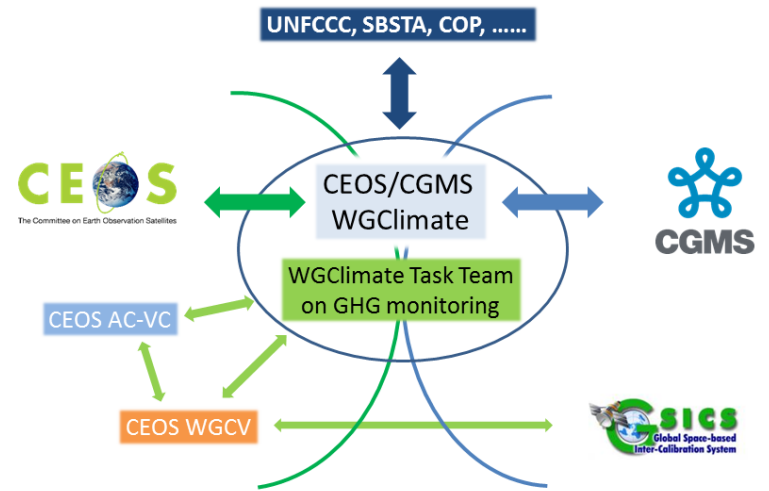 UNFCCC, SBSTA, COP, ......
CEOS
The Committee on Earth Observation Satellites
CEOS/CGMS
WGClimate
CGMS
WGClimate Task Team
on GHG monitoring
CEOS AC-VC
CEOS WGCV
GSICS
Global Space-based
Inter-Calibration System